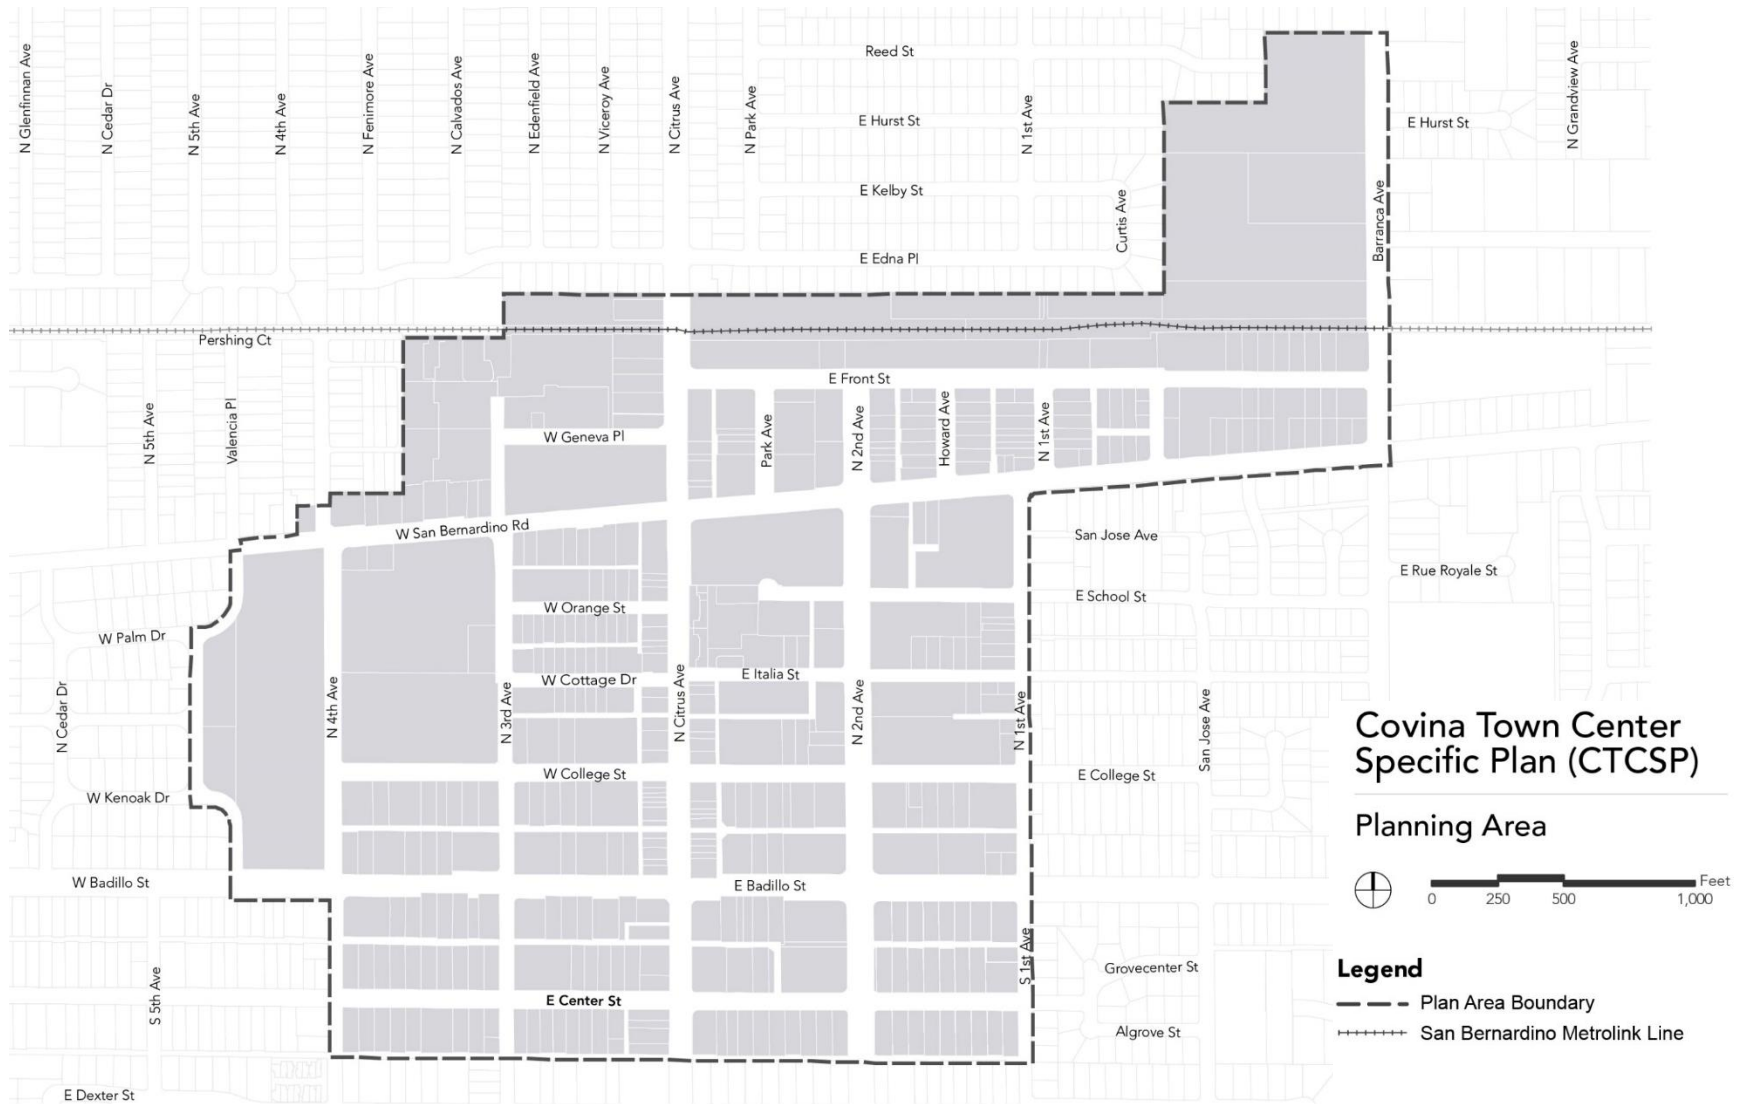 N Glenfinnan Ave
N Cedar Dr
N 5th Ave
N 4th Ave
N Fenimore Ave
N Calvados Ave
N Edenfield Ave
N Viceroy Ave
N Citrus Ave
N Park Ave
Reed St
E Hurst St
E Kelby St
E Edna Pl
N 1st Ave
Curtis Ave
Barranca Ave
E Hurst St
N Grandview Ave
Pershing Ct
N 5th Ave
Valencia Pl
E Front St
W Geneva Pl
Park Ave
N 2nd Ave
Howard Ave
N 1st Ave
W San Bernardino Rd
San Jose Ave
E Rue Royale St
E School St
W Orange St
W Palm Dr
N Cedar Dr
N 4th Ave
N 3rd Ave
W Cottage Dr
N Citrus Ave
E Italia St
N 2nd Ave
N 1st Ave
San Jose Ave
W College St
E College St
W Kenoak Dr
W Badillo St
E Badillo St
S 5th Ave
E Center St
S 1st Ave
Grovecenter St
Algrove St
E Dexter St
Covina Town Center
Specific Plan (CTCSP)
Planning Area
Feet
0 250 500 1,000
Legend
Plan Area Boundary
San Bernardino Metrolink Line